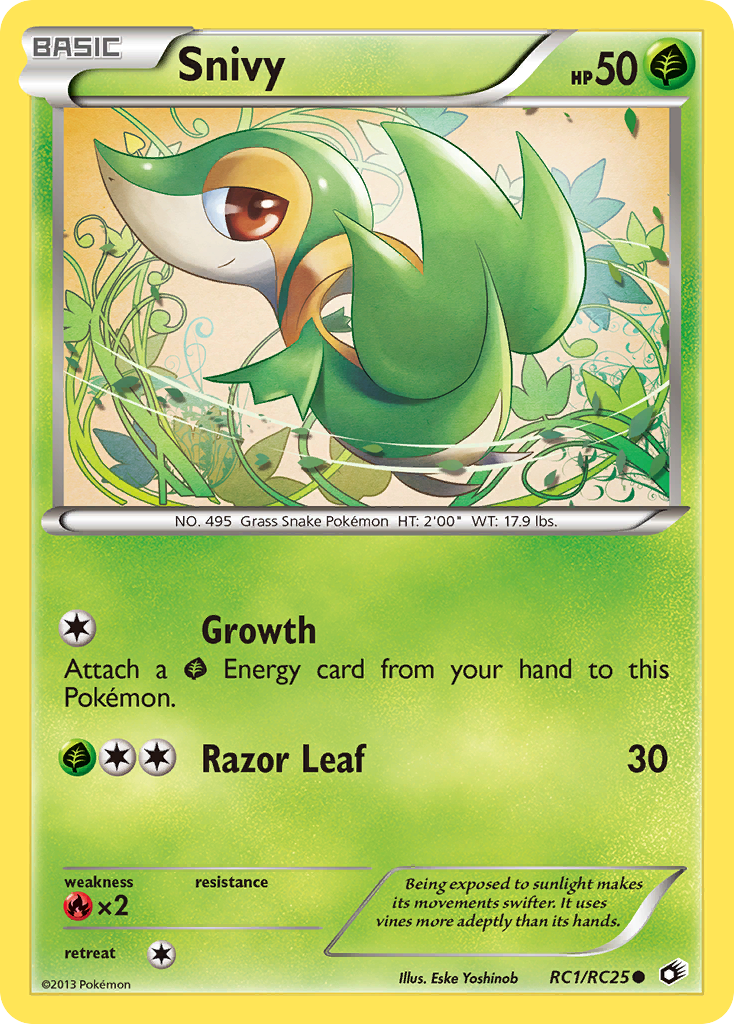 BASIC
Snivy
HP 50
NO. 495 Grass Snake Pokémon HT: 2'00" WT: 17.9 lbs.
Growth
Attach a Energy card from your hand to this
Pokémon.
Razor Leaf 30
weakness resistance
×2
retreat
Being exposed to sunlight makes
its movements swifter. It uses
vines more adeptly than its hands.
©2013 Pokémon
Illus. Eske Yoshinob
RC1/RC25